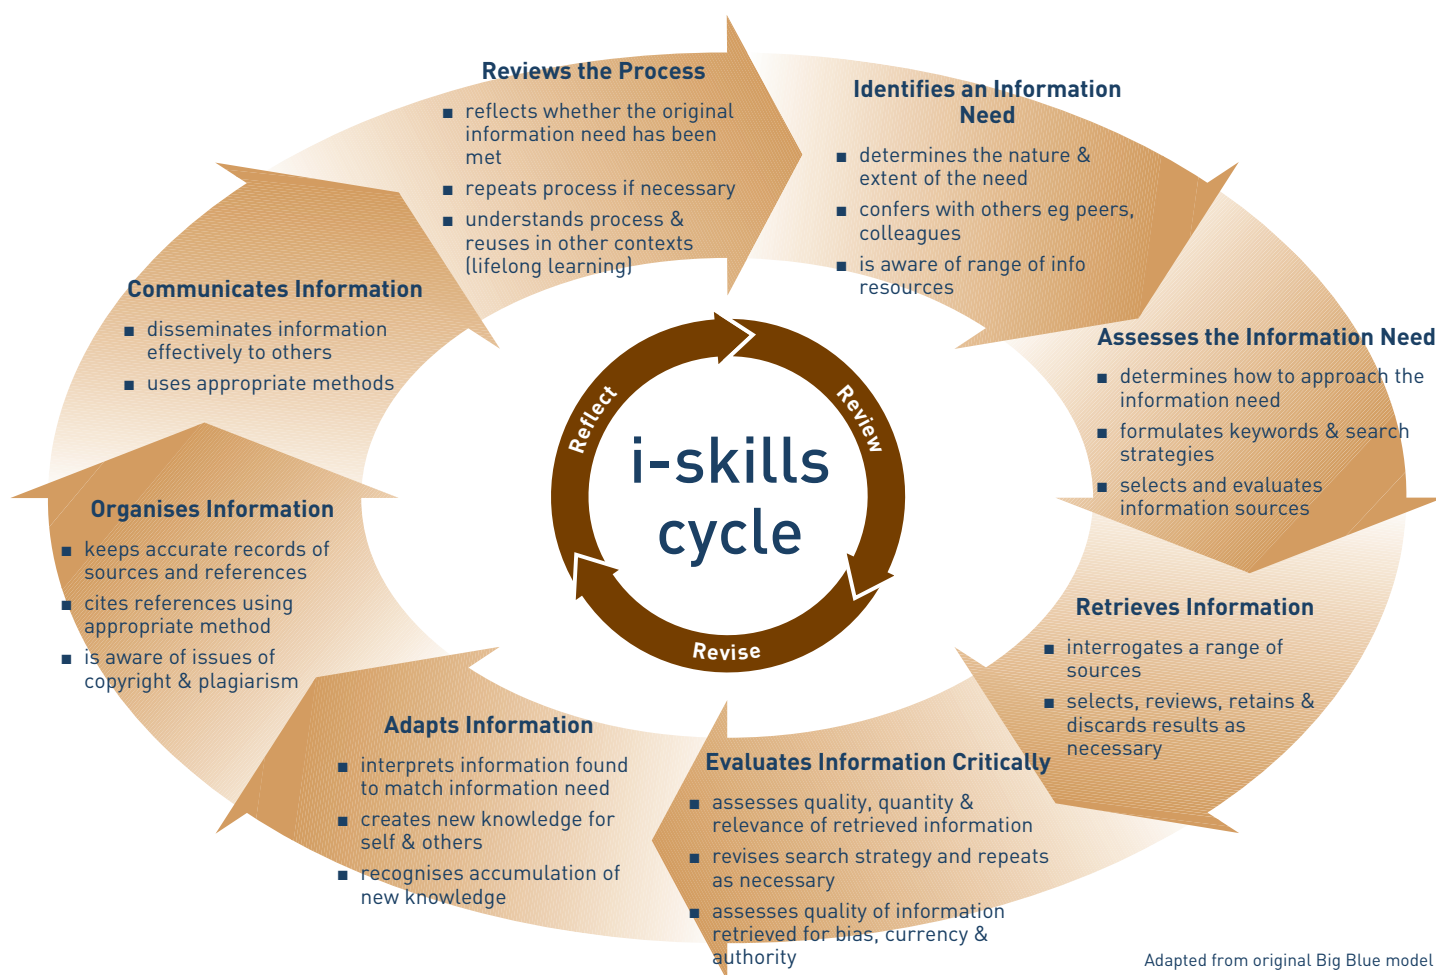 Reviews the Process
■ reflects whether the original
information need has been
met
■ repeats process if necessary
■ understands process &
reuses in other contexts
(lifelong learning)
Identifies an Information
Need
■ determines the nature &
extent of the need
■ confers with others eg peers,
colleagues
■ is aware of range of info
resources
Assesses the Information Need
■ determines how to approach the
information need
■ formulates keywords & search
strategies
■ selects and evaluates
information sources
Retrieves Information
■ interrogates a range of
sources
■ selects, reviews, retains &
discards results as
necessary
Evaluates Information Critically
■ assesses quality, quantity &
relevance of retrieved information
■ revises search strategy and repeats
as necessary
■ assesses quality of information
retrieved for bias, currency &
authority
Adapts Information
■ interprets information found
to match information need
■ creates new knowledge for
self & others
■ recognises accumulation of
new knowledge
Organises Information
■ keeps accurate records of
sources and references
■ cites references using
appropriate method
■ is aware of issues of
copyright & plagiarism
Communicates Information
■ disseminates information
effectively to others
■ uses appropriate methods
Reflect
Review
Revise
i-skills
cycle
Adapted from original Big Blue model